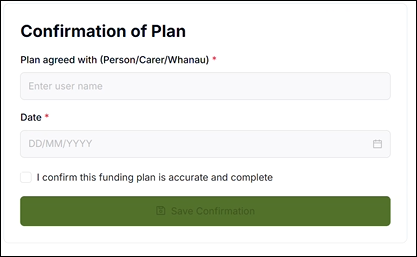 Confirmation of Plan
Plan agreed with (Person/Carer/Whanau) *
Enter user name
Date *
DD/MM/YYYY
I confirm this funding plan is accurate and complete
Save Confirmation